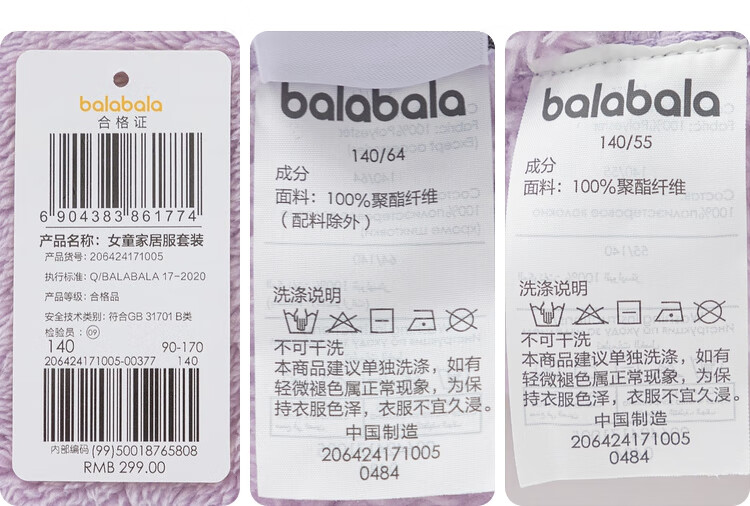 balabala
合格证
6 904383 861774
产品名称：女童家居服套装
产品货号：206424171005
执行标准：Q/BALABALA 17-2020
产品等级：合格品
安全技术类别：符合GB 31701 B类
检验员：09
140 90-170
206424171005-00377 140
内部编码 (99)50018765808
RMB 299.00
balabala
140/64
成分
面料：100%聚酯纤维
（配料除外）
洗涤说明
不可干洗
本商品建议单独洗涤，如有
轻微褪色属正常现象，为保
持衣服色泽，衣服不宜久浸。
中国制造
206424171005
0484
balabala
140/55
成分
面料：100%聚酯纤维
洗涤说明
不可干洗
本商品建议单独洗涤，如有
轻微褪色属正常现象，为保
持衣服色泽，衣服不宜久浸。
中国制造
206424171005
0484